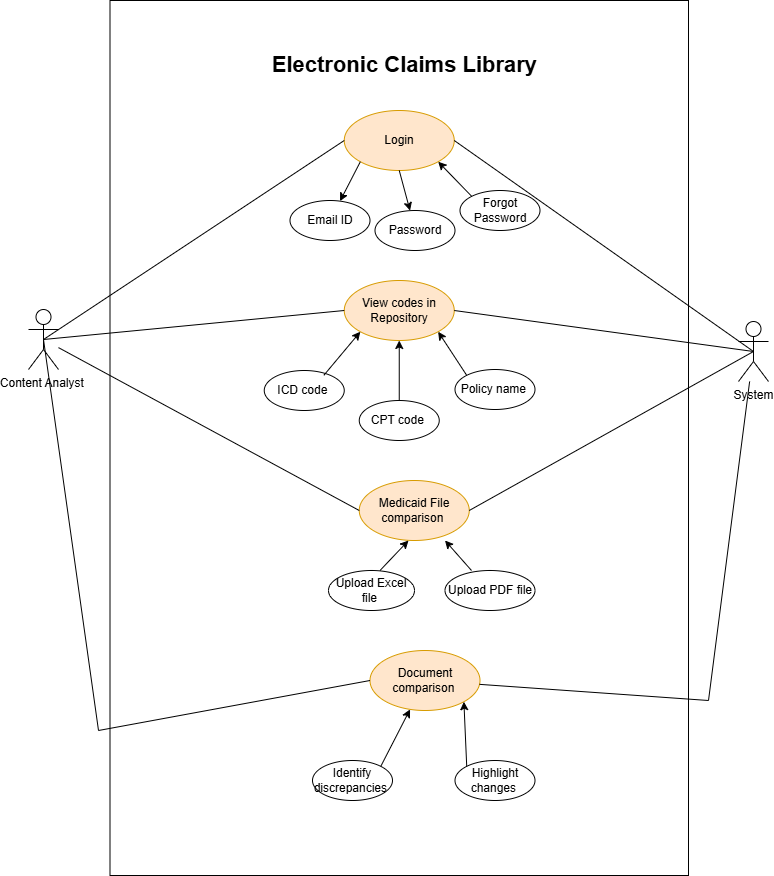 Electronic Claims Library
Login
Email ID
Password
Forgot
Password
View codes in
Repository
ICD code
CPT code
Policy name
Content Analyst
System
Medicaid File
comparison
Upload Excel
file
Upload PDF file
Document
comparison
Identify
discrepancies
Highlight
changes